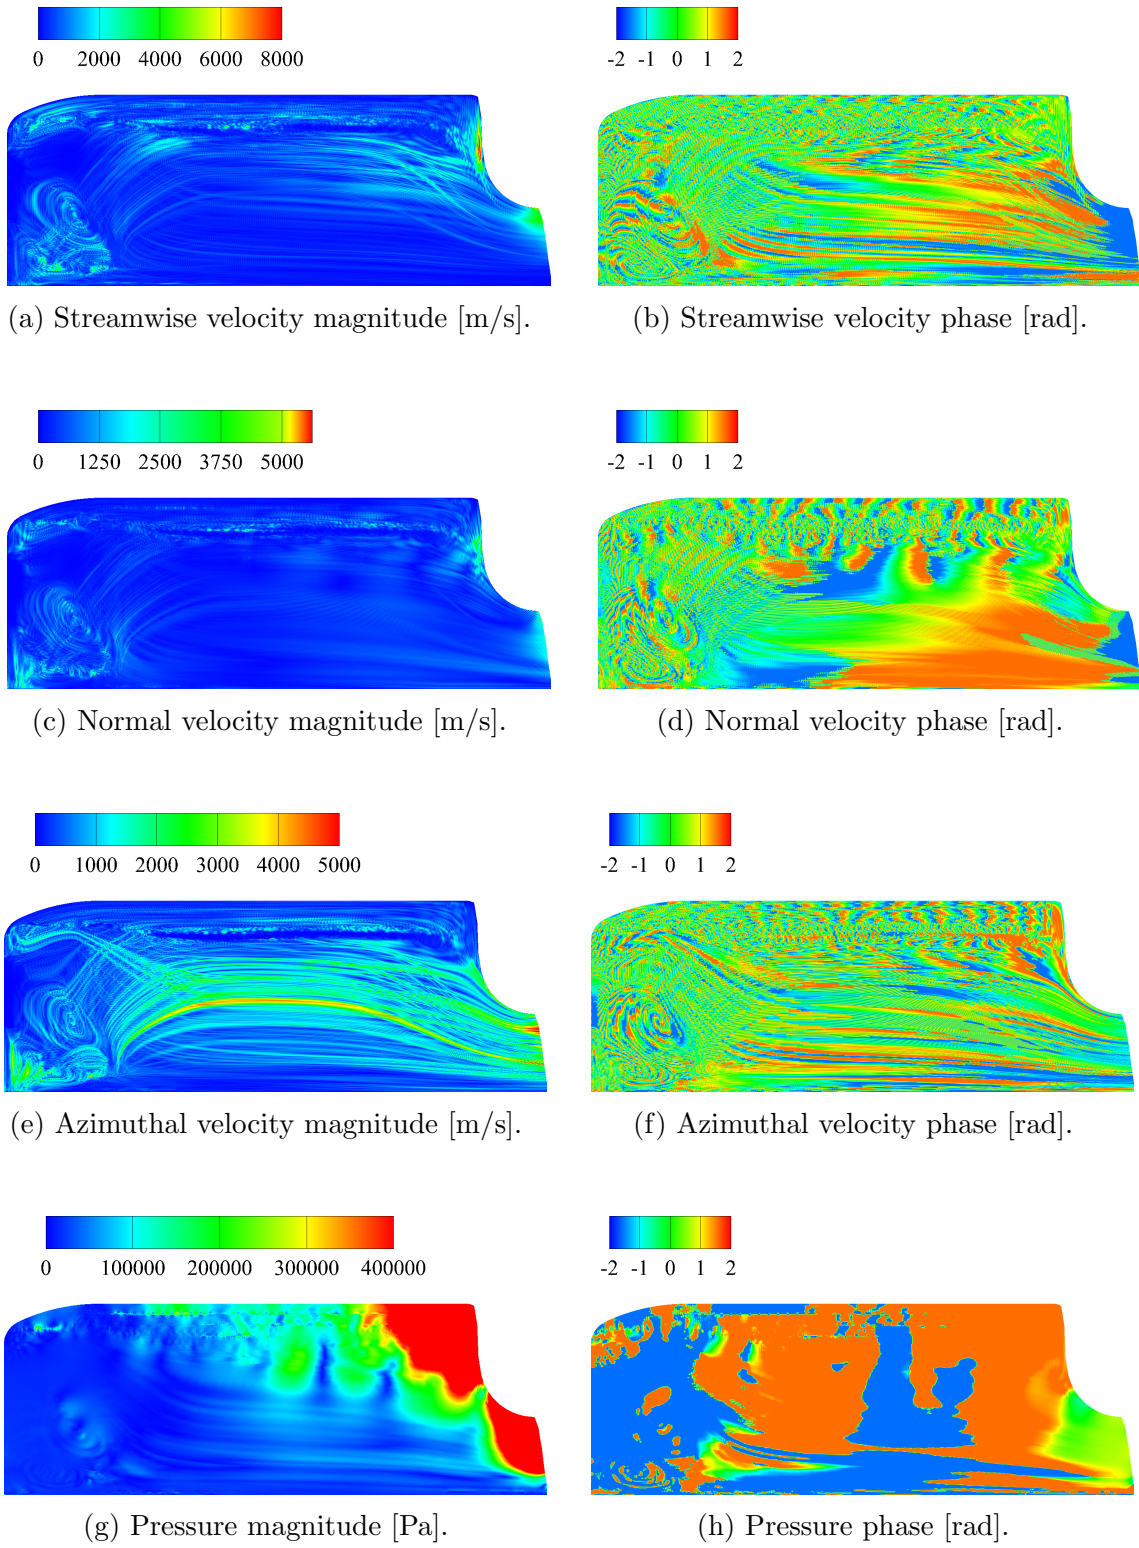 0 2000 4000 6000 8000
-2 -1 0 1 2
(a) Streamwise velocity magnitude [m/s].
(b) Streamwise velocity phase [rad].
0 1250 2500 3750 5000
-2 -1 0 1 2
(c) Normal velocity magnitude [m/s].
(d) Normal velocity phase [rad].
0 1000 2000 3000 4000 5000
-2 -1 0 1 2
(e) Azimuthal velocity magnitude [m/s].
(f) Azimuthal velocity phase [rad].
0 100000 200000 300000 400000
-2 -1 0 1 2
(g) Pressure magnitude [Pa].
(h) Pressure phase [rad].